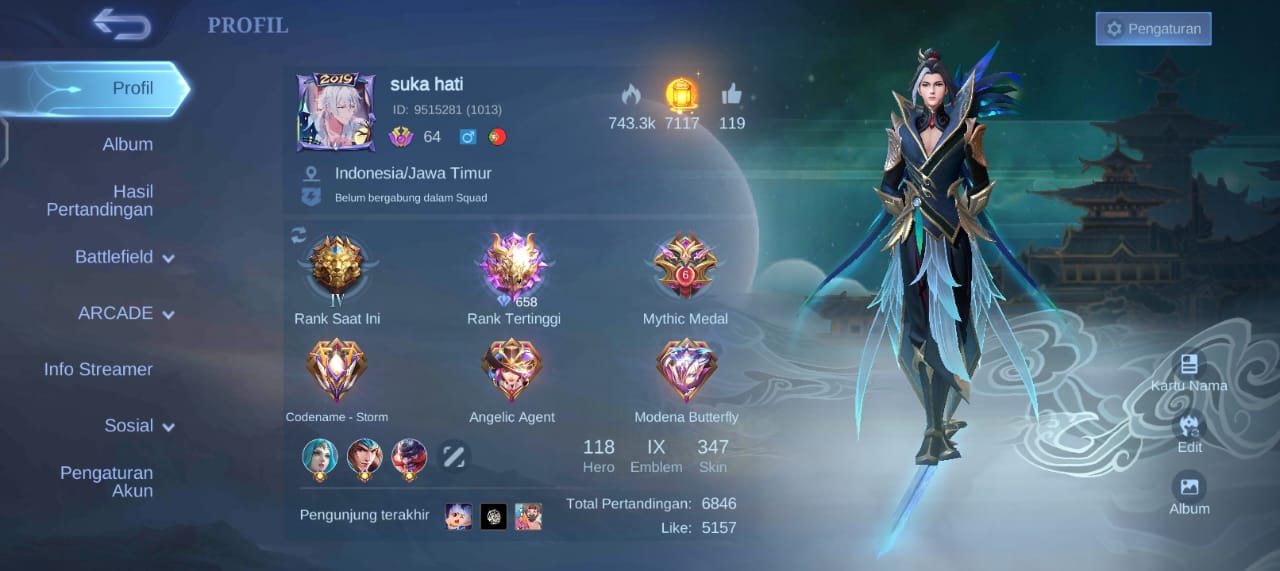 PROFIL
Pengaturan
Profil
Album
Hasil
Pertandingan
Battlefield
ARCADE
Info Streamer
Sosial
Pengaturan
Akun
2019
suka hati
ID: 9515281 (1013)
64
743.3k 7117 119
Indonesia/Jawa Timur
Belum bergabung dalam Squad
IV
658
6
Rank Saat Ini
Rank Tertinggi
Mythic Medal
Codename - Storm
Angelic Agent
Modena Butterfly
118 IX 347
Hero Emblem Skin
Pengunjung terakhir
Total Pertandingan: 6846
Like: 5157
Kartu Nama
Edit
Album